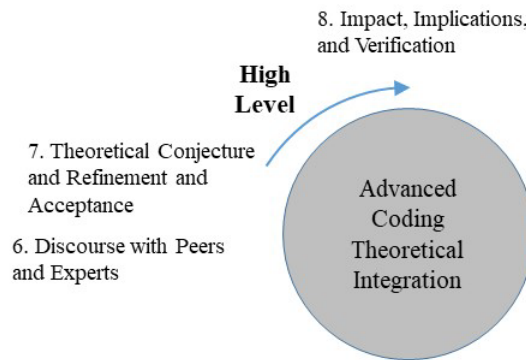 8. Impact, Implications,
and Verification
High
Level
7. Theoretical Conjecture
and Refinement and
Acceptance
6. Discourse with Peers
and Experts
Advanced
Coding
Theoretical
Integration